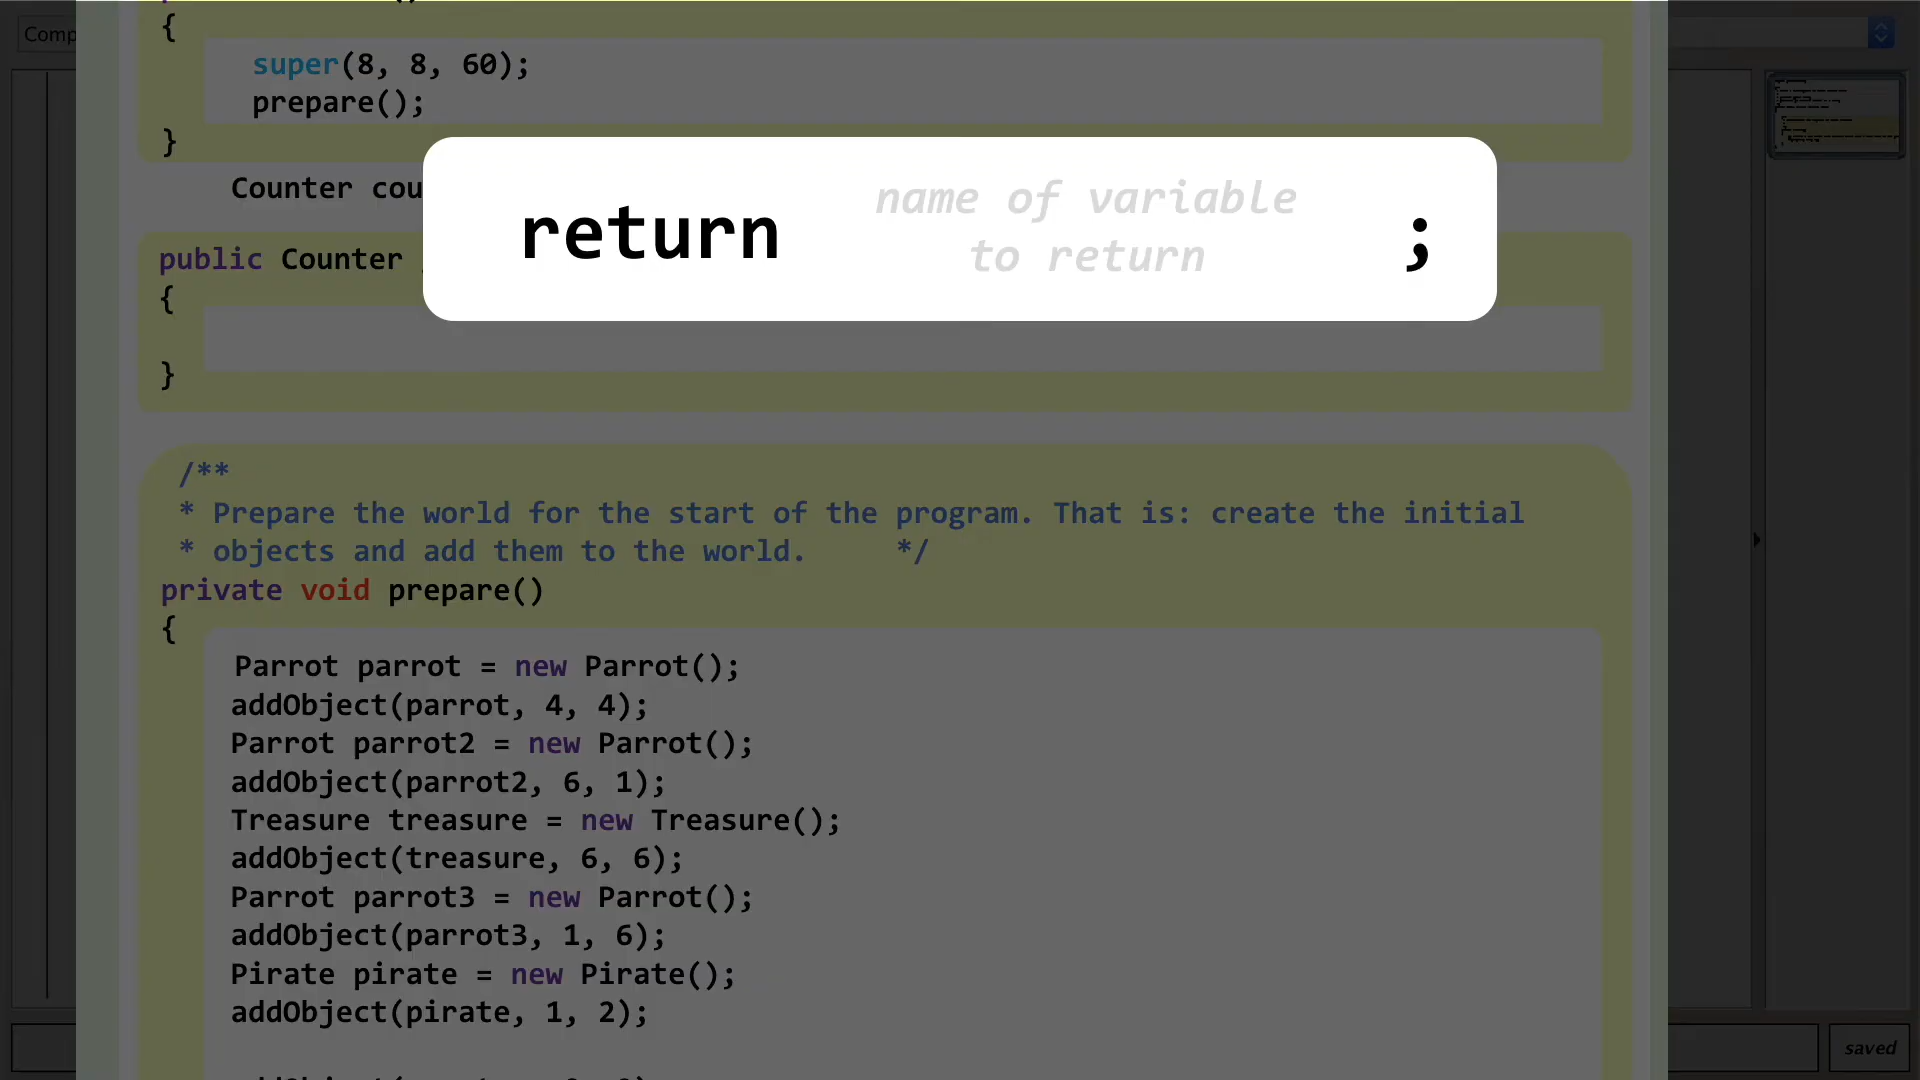 Comp
{
super(8, 8, 60);
prepare();
}
Counter cou
return name of variable to return ;
public Counter
{
}
/**
* Prepare the world for the start of the program. That is: create the initial
* objects and add them to the world. */
private void prepare()
{
Parrot parrot = new Parrot();
addObject(parrot, 4, 4);
Parrot parrot2 = new Parrot();
addObject(parrot2, 6, 1);
Treasure treasure = new Treasure();
addObject(treasure, 6, 6);
Parrot parrot3 = new Parrot();
addObject(parrot3, 1, 6);
Pirate pirate = new Pirate();
addObject(pirate, 1, 2);
saved